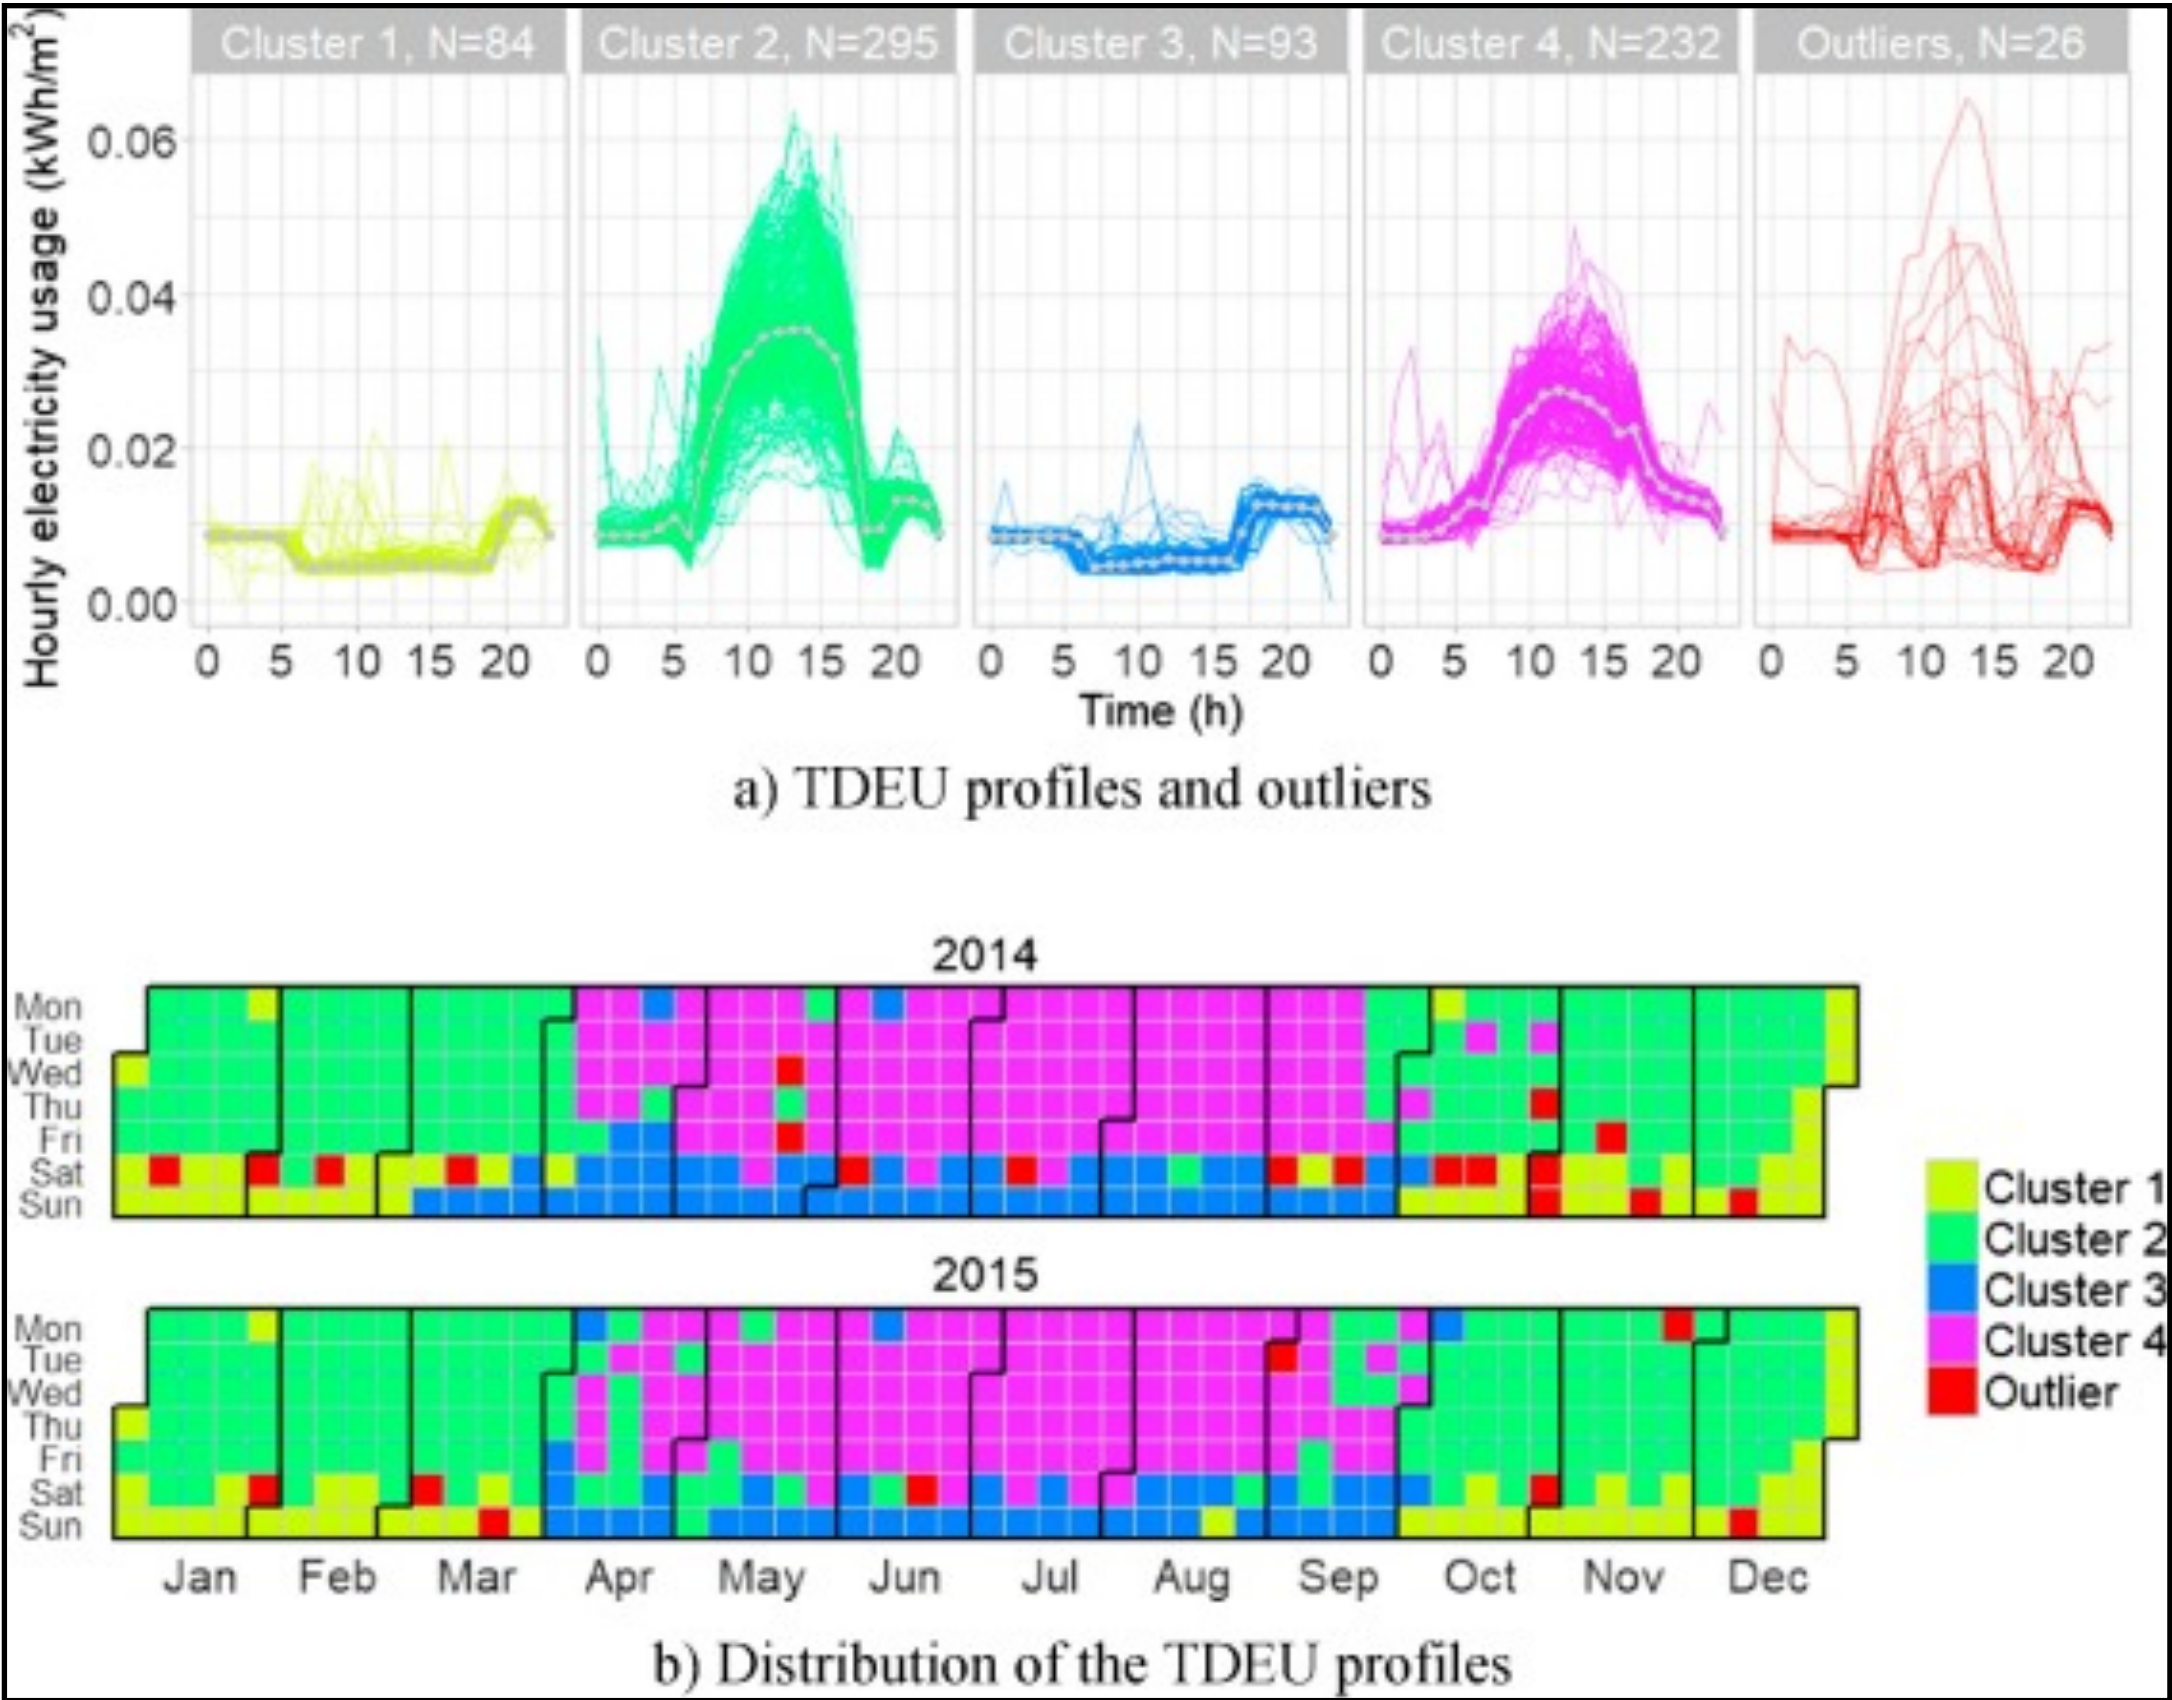 Cluster 1, N=84
Cluster 2, N=295
Cluster 3, N=93
Cluster 4, N=232
Outliers, N=26
Hourly electricity usage (kWh/m²)
0.06
0.04
0.02
0.00
0 5 10 15 20
0 5 10 15 20
0 5 10 15 20
0 5 10 15 20
0 5 10 15 20
Time (h)
a) TDEU profiles and outliers
2014
Mon
Tue
Wed
Thu
Fri
Sat
Sun
2015
Mon
Tue
Wed
Thu
Fri
Sat
Sun
Jan Feb Mar Apr May Jun Jul Aug Sep Oct Nov Dec
Cluster 1
Cluster 2
Cluster 3
Cluster 4
Outlier
b) Distribution of the TDEU profiles